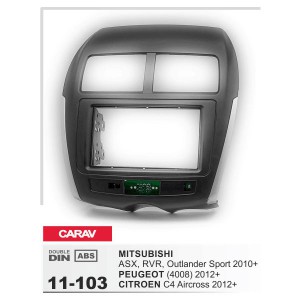 CARAV
DOUBLE
DIN ABS
11-103
MITSUBISHI
ASX, RVR, Outlander Sport 2010+
PEUGEOT (4008) 2012+
CITROEN C4 Aircross 2012+